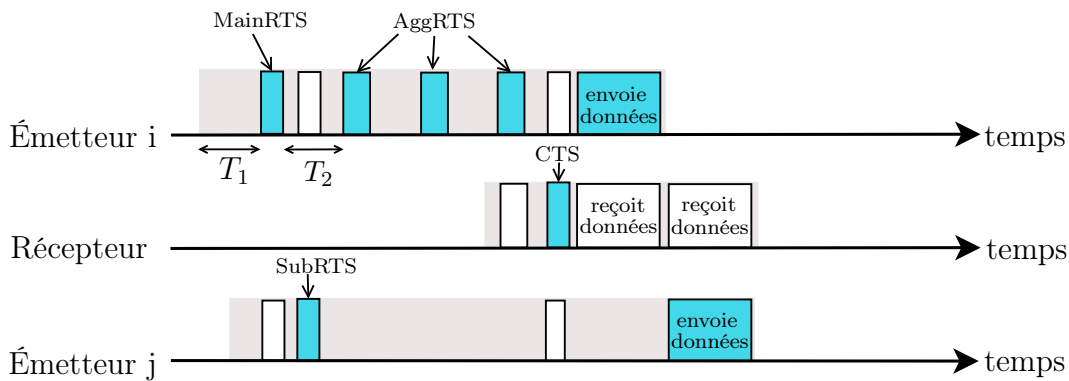 MainRTS
AggRTS
envoie
données
Émetteur i
temps
T1
T2
CTS
reçoit
données
reçoit
données
Récepteur
temps
SubRTS
envoie
données
Émetteur j
temps